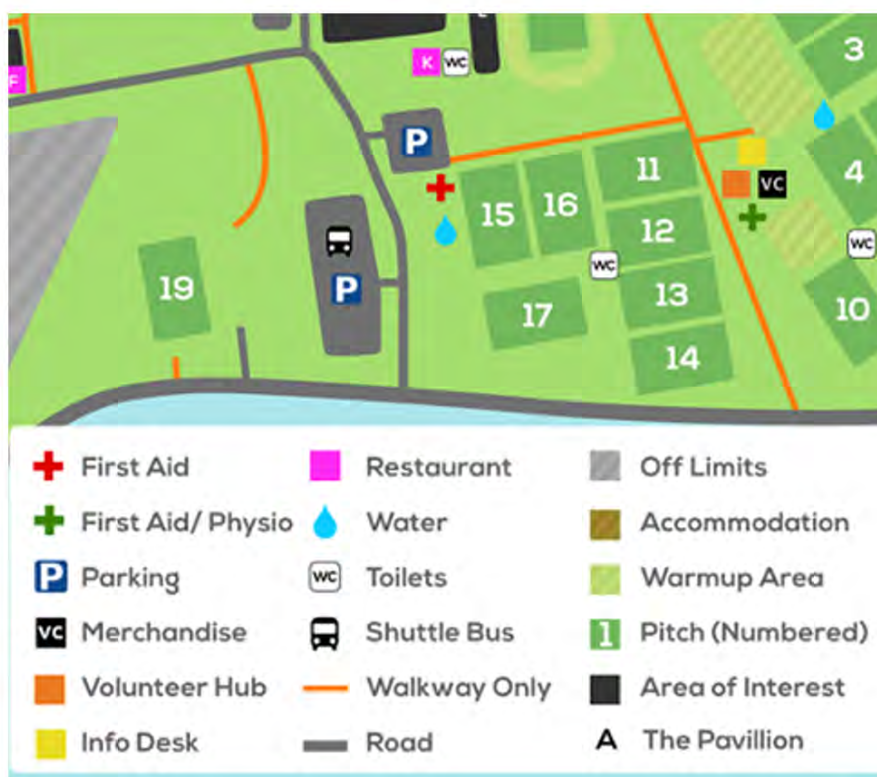 3
K WC
F
P
11
4
15
16
VC
12
WC
WC
19
P
13
17
10
14
First Aid
Restaurant
Off Limits
First Aid/ Physio
Water
Accommodation
P Parking
WC Toilets
Warmup Area
VC Merchandise
Shuttle Bus
1 Pitch (Numbered)
Volunteer Hub
Walkway Only
Area of Interest
Info Desk
Road
A The Pavillion